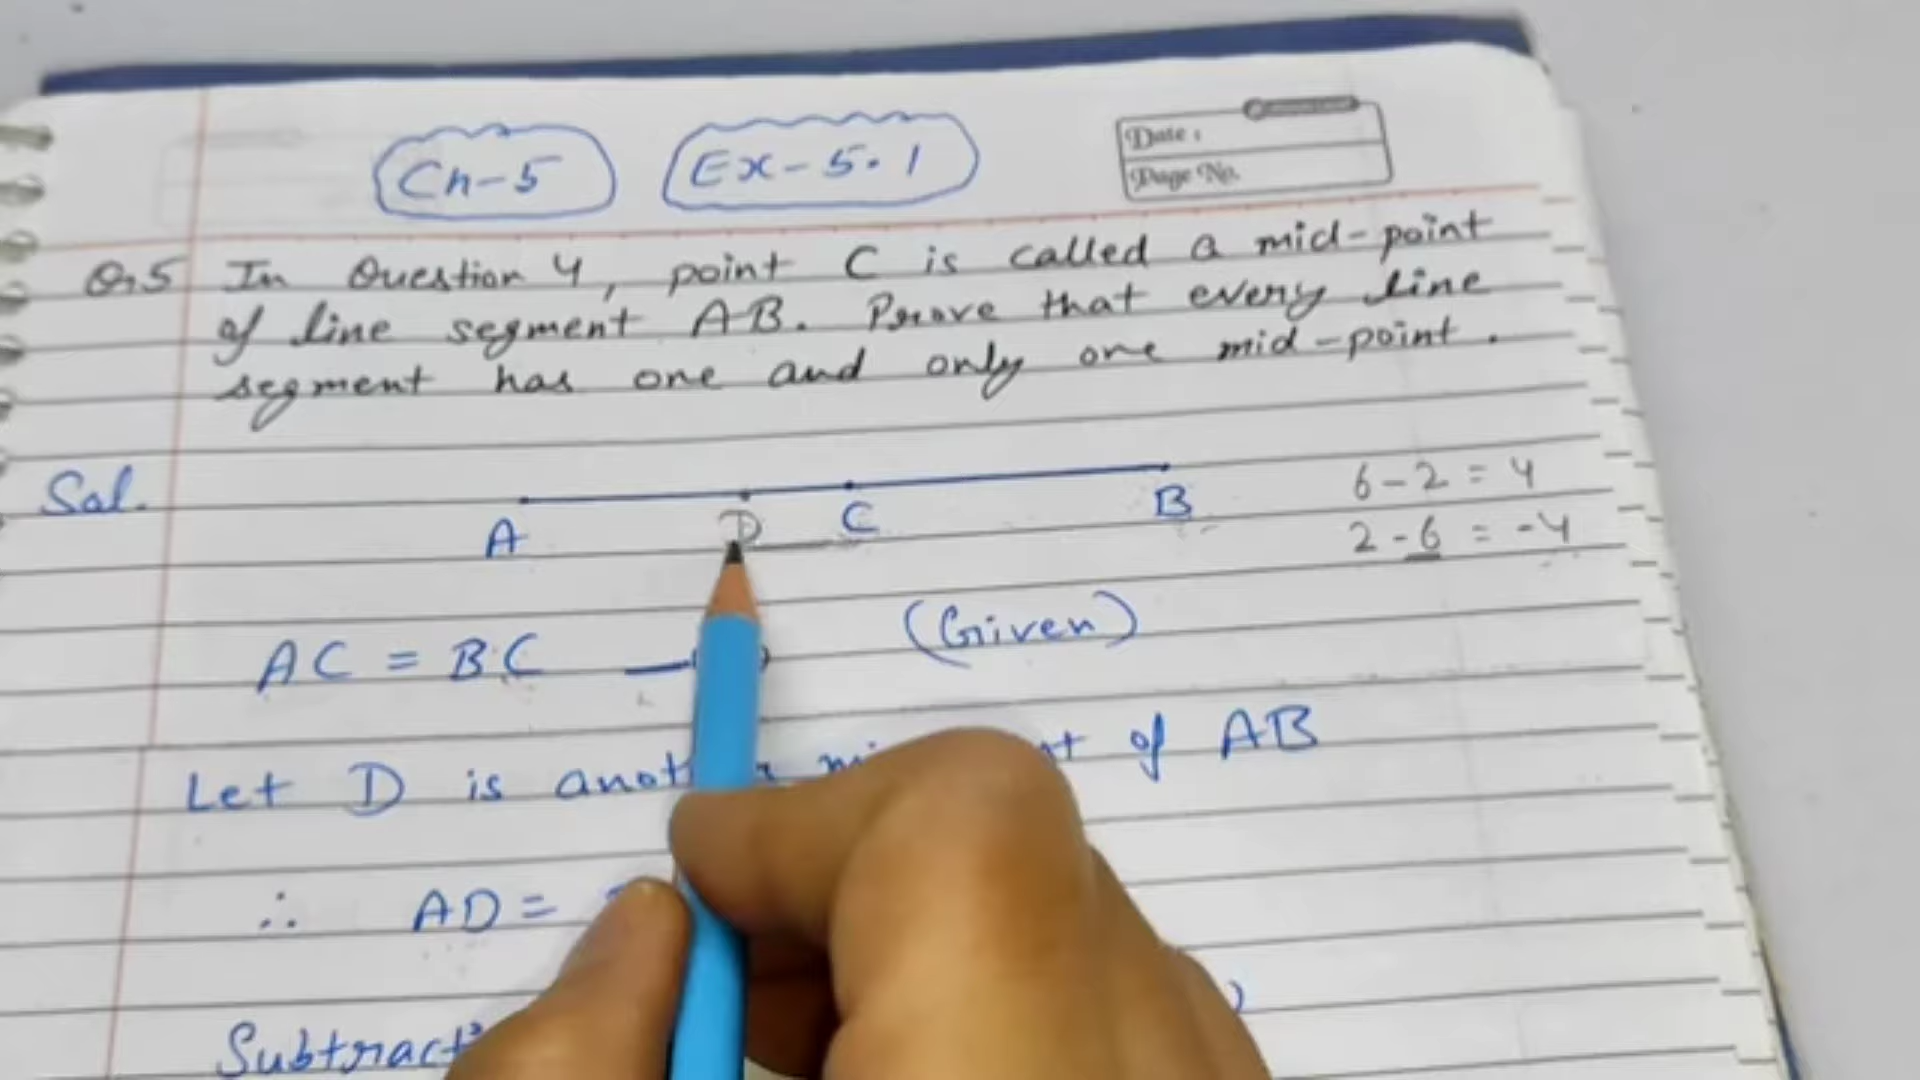 Ch-5 Ex-5.1
Date :
Page No.
Q.5 In Question 4, point C is called a mid-point
of line segment AB. Prove that every line
segment has one and only one mid-point.
Sol.
A D C B
6-2 = 4
2-6 = -4
AC = BC (Given)
Let D is of AB
∴ AD =